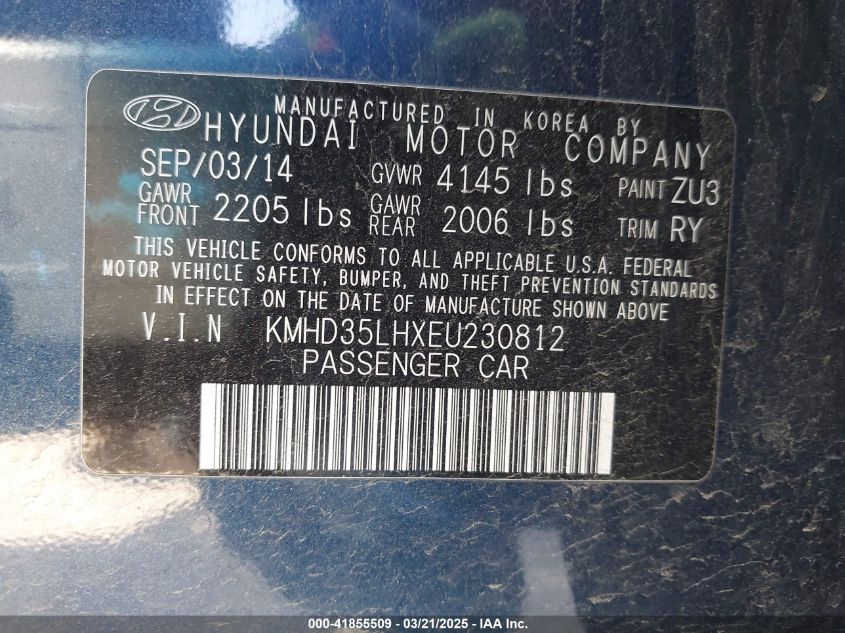 MANUFACTURED IN KOREA BY
HYUNDAI MOTOR COMPANY
SEP/03/14 GVWR 4145 lbs PAINT ZU3
GAWR FRONT 2205 lbs GAWR REAR 2006 lbs TRIM RY
THIS VEHICLE CONFORMS TO ALL APPLICABLE U.S.A. FEDERAL
MOTOR VEHICLE SAFETY, BUMPER, AND THEFT PREVENTION STANDARDS
IN EFFECT ON THE DATE OF MANUFACTURE SHOWN ABOVE
V.I.N KMHD35LHXEU230812
PASSENGER CAR
000-41855509 - 03/21/2025 - IAA Inc.